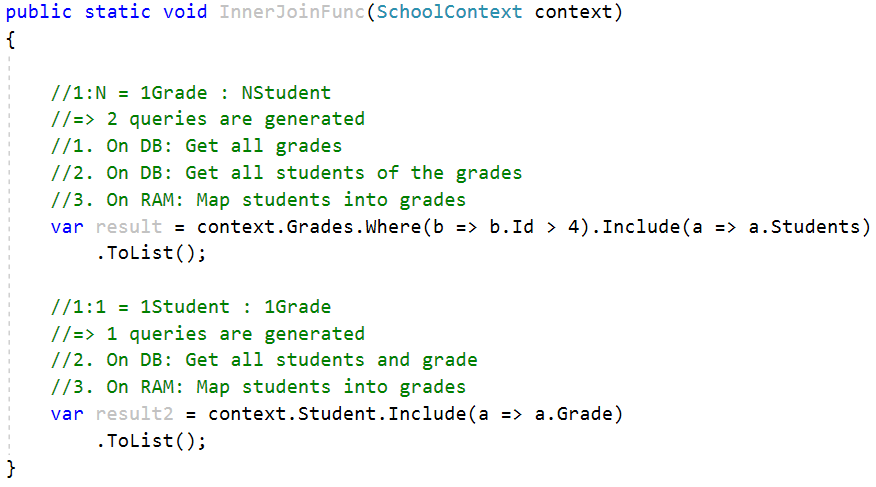 public static void InnerJoinFunc(SchoolContext context)
{
//1:N = 1Grade : NStudent
//=> 2 queries are generated
//1. On DB: Get all grades
//2. On DB: Get all students of the grades
//3. On RAM: Map students into grades
var result = context.Grades.Where(b => b.Id > 4).Include(a => a.Students)
.ToList();
//1:1 = 1Student : 1Grade
//=> 1 queries are generated
//2. On DB: Get all students and grade
//3. On RAM: Map students into grades
var result2 = context.Student.Include(a => a.Grade)
.ToList();
}